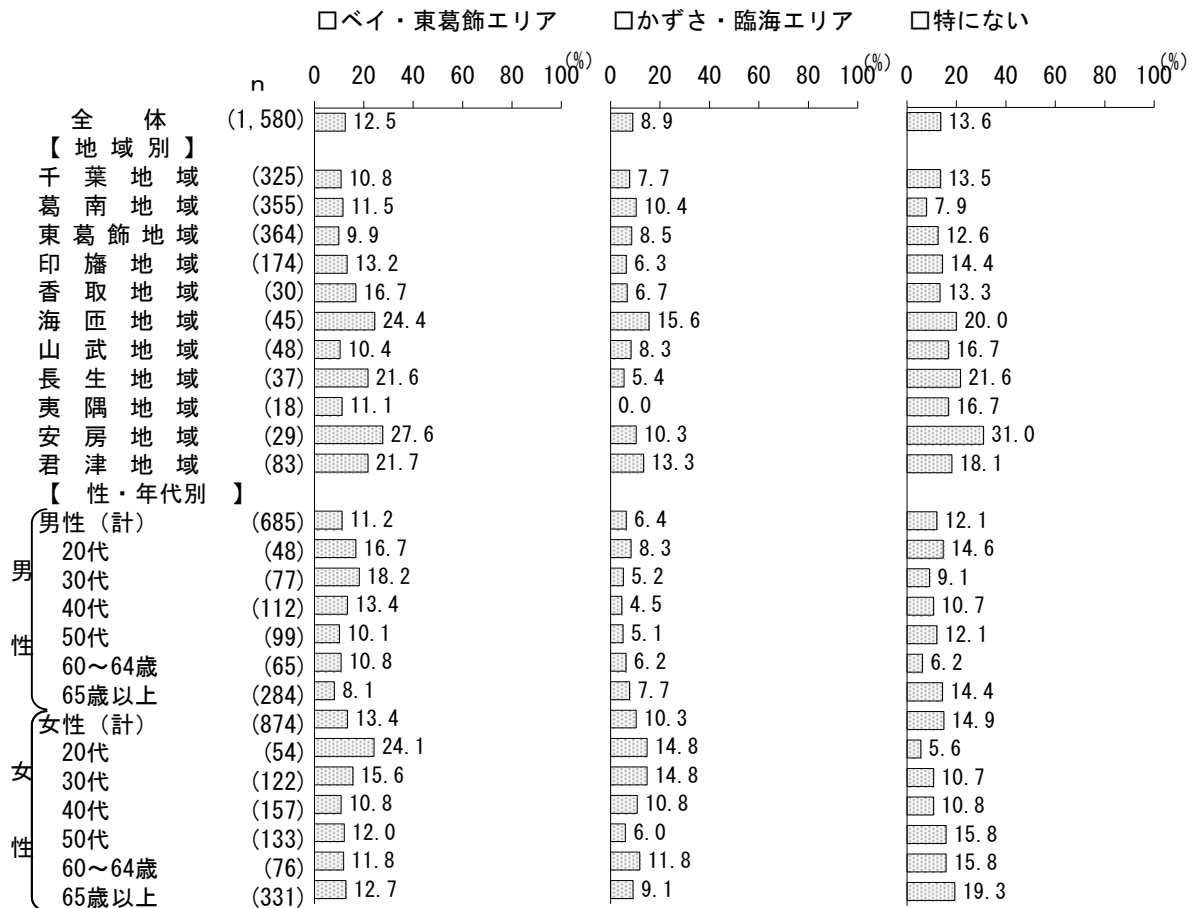 □ベイ・東葛飾エリア □かずさ・臨海エリア □特にない
n 0 20 40 60 80 100 (%) 0 20 40 60 80 100 (%) 0 20 40 60 80 100 (%)
全体 (1,580) 12.5 8.9 13.6
【地域別】
千葉地域 (325) 10.8 7.7 13.5
葛南地域 (355) 11.5 10.4 7.9
東葛飾地域 (364) 9.9 8.5 12.6
印旛地域 (174) 13.2 6.3 14.4
香取地域 (30) 16.7 6.7 13.3
海匝地域 (45) 24.4 15.6 20.0
山武地域 (48) 10.4 8.3 16.7
長生地域 (37) 21.6 5.4 21.6
夷隅地域 (18) 11.1 0.0 16.7
安房地域 (29) 27.6 10.3 31.0
君津地域 (83) 21.7 13.3 18.1
【性・年代別】
男性
男性(計) (685) 11.2 6.4 12.1
20代 (48) 16.7 8.3 14.6
30代 (77) 18.2 5.2 9.1
40代 (112) 13.4 4.5 10.7
50代 (99) 10.1 5.1 12.1
60~64歳 (65) 10.8 6.2 6.2
65歳以上 (284) 8.1 7.7 14.4
女性
女性(計) (874) 13.4 10.3 14.9
20代 (54) 24.1 14.8 5.6
30代 (122) 15.6 14.8 10.7
40代 (157) 10.8 10.8 10.8
50代 (133) 12.0 6.0 15.8
60~64歳 (76) 11.8 11.8 15.8
65歳以上 (331) 12.7 9.1 19.3